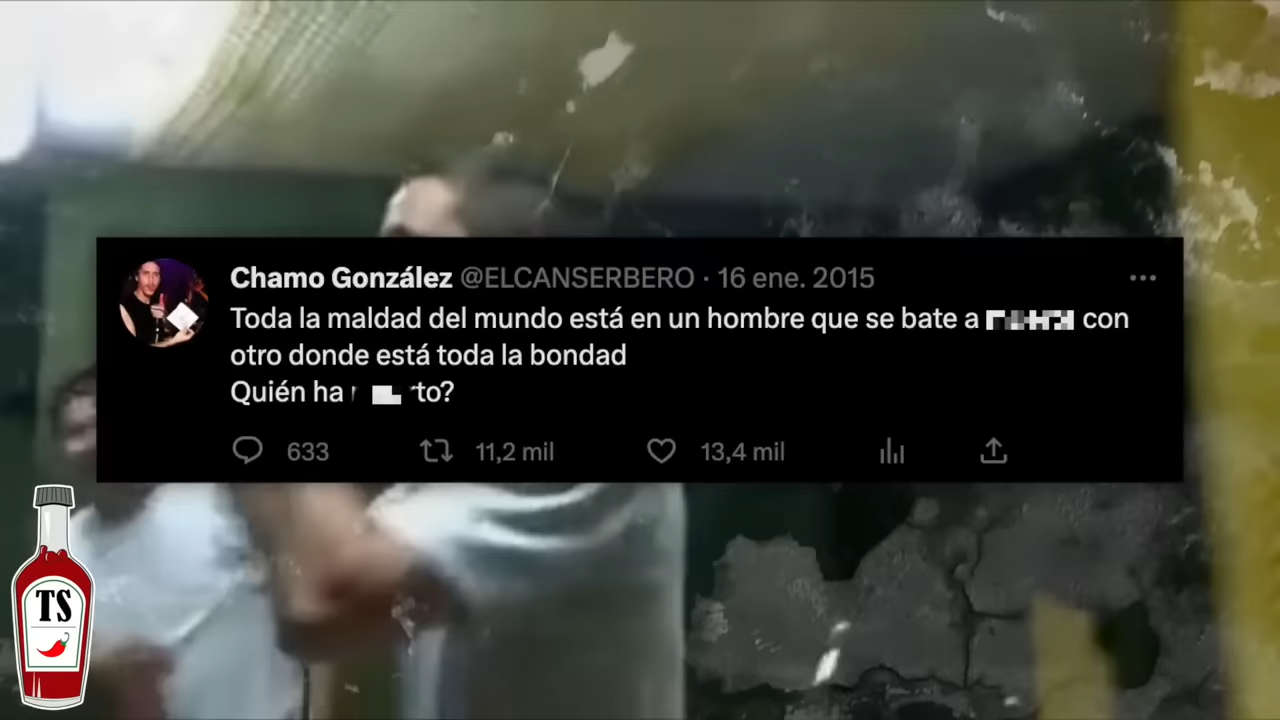 Chamo González @ELCANSERBERO · 16 ene. 2015
Toda la maldad del mundo está en un hombre que se bate a con
otro donde está toda la bondad
Quién ha to?
633 11,2 mil 13,4 mil
TS